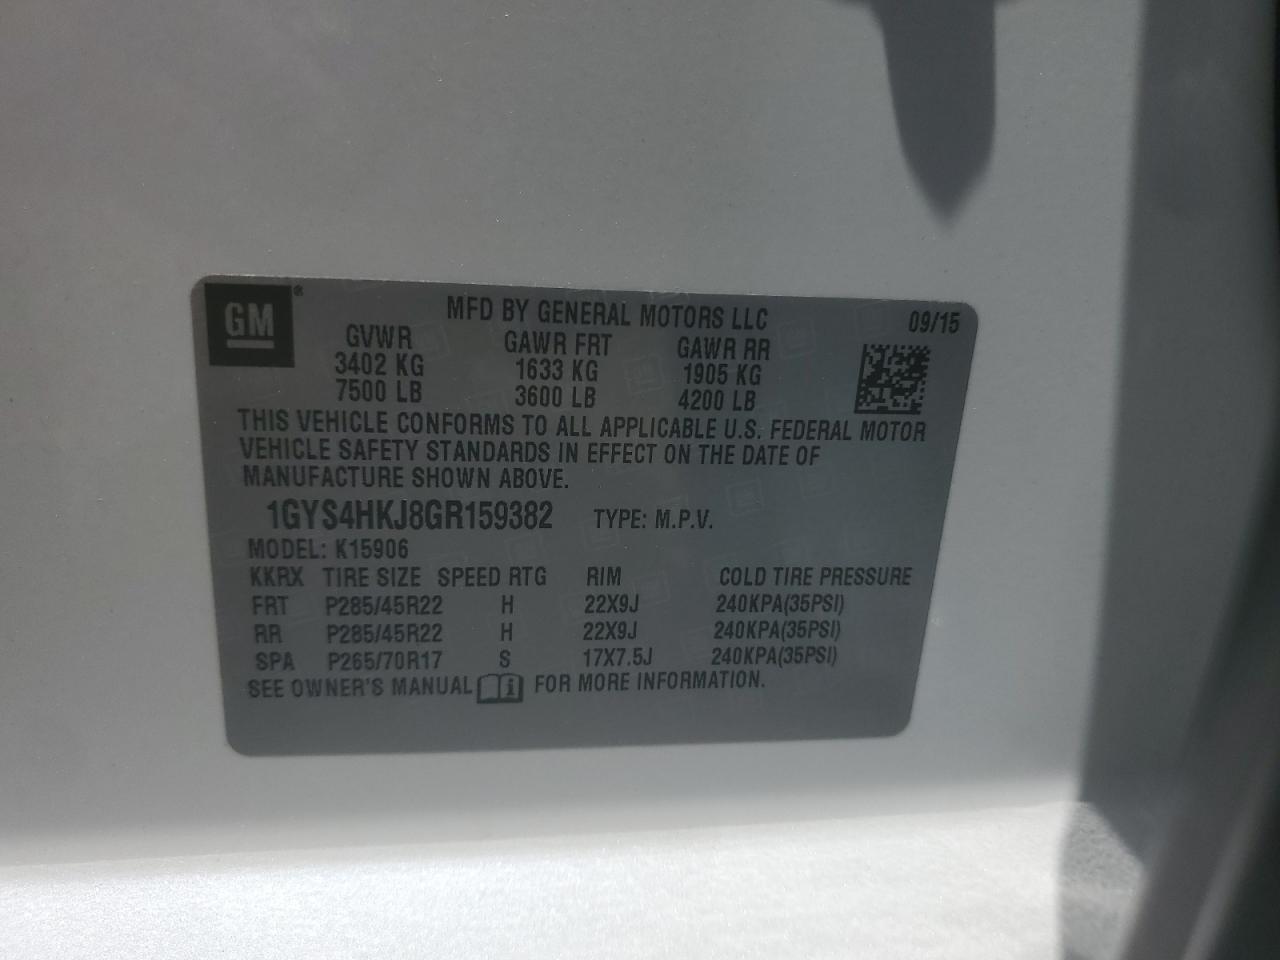 GM ® MFD BY GENERAL MOTORS LLC 09/15
GVWR GAWR FRT GAWR RR
3402 KG 1633 KG 1905 KG
7500 LB 3600 LB 4200 LB
THIS VEHICLE CONFORMS TO ALL APPLICABLE U.S. FEDERAL MOTOR
VEHICLE SAFETY STANDARDS IN EFFECT ON THE DATE OF
MANUFACTURE SHOWN ABOVE.
1GYS4HKJ8GR159382 TYPE: M.P.V.
MODEL: K15906
KKRX TIRE SIZE SPEED RTG RIM COLD TIRE PRESSURE
FRT P285/45R22 H 22X9J 240KPA(35PSI)
RR P285/45R22 H 22X9J 240KPA(35PSI)
SPA P265/70R17 S 17X7.5J 240KPA(35PSI)
SEE OWNER'S MANUAL i FOR MORE INFORMATION.